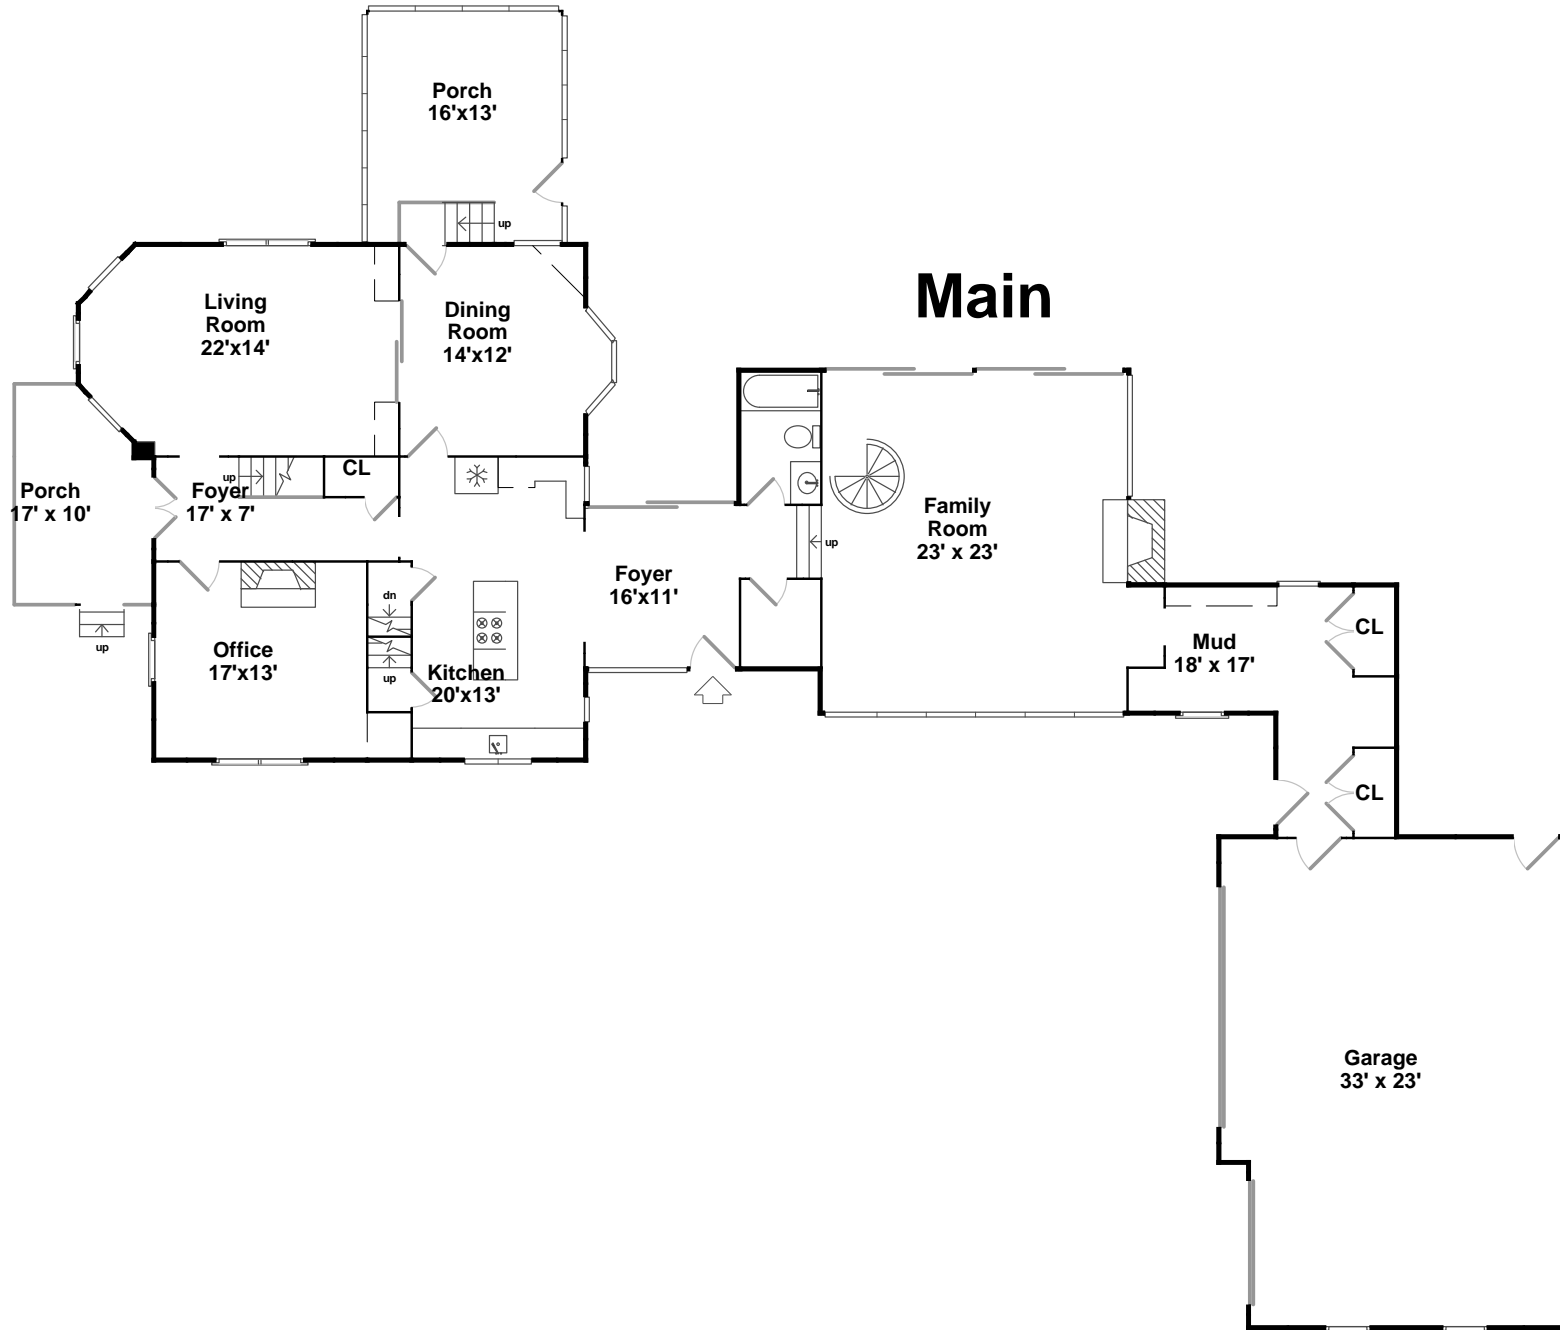 Porch
16'x13'
up
Living
Room
22'x14'
Dining
Room
14'x12'
Main
CL
up
Porch
17' x 10'
Foyer
17' x 7'
Family
Room
23' x 23'
up
Foyer
16'x11'
dn
up
Office
17'x13'
up
Kitchen
20'x13'
Mud
18' x 17'
CL
CL
Garage
33' x 23'